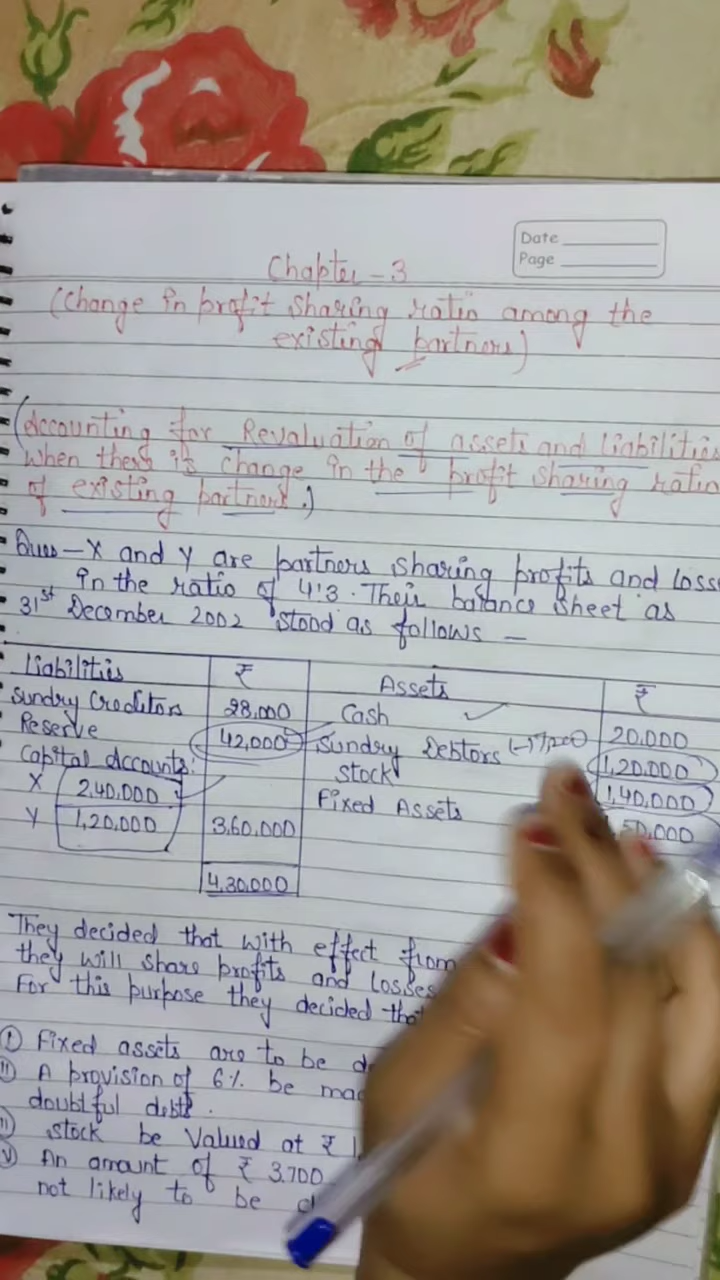 Date
Page
Chapter - 3
(Change in profit sharing ratio among the
existing partners)
(Accounting for Revaluation of assets and liabilities
when there is change in the profit sharing ratio
of existing partners.)
Ques - X and Y are partners sharing profits and losse
in the ratio of 4:3. Their balance sheet as
31st December 2002 stood as follows -
Liabilities ₹ Assets ₹
Sundry Creditors 28,000 Cash 20,000
Reserve 42,000 Sundry Debtors 1,20,000
Capital Accounts: Stock 1,40,000
X 2,40,000 Fixed Assets 50,000
Y 1,20,000 3,60,000
4,30,000
They decided that with effect from
they will share profits and losses
For this purpose they decided that
(i) Fixed assets are to be d
A provision of 6% be mad
doubtful debts.
Stock be valued at ₹ 1
An amount of ₹ 3,700
not likely to be